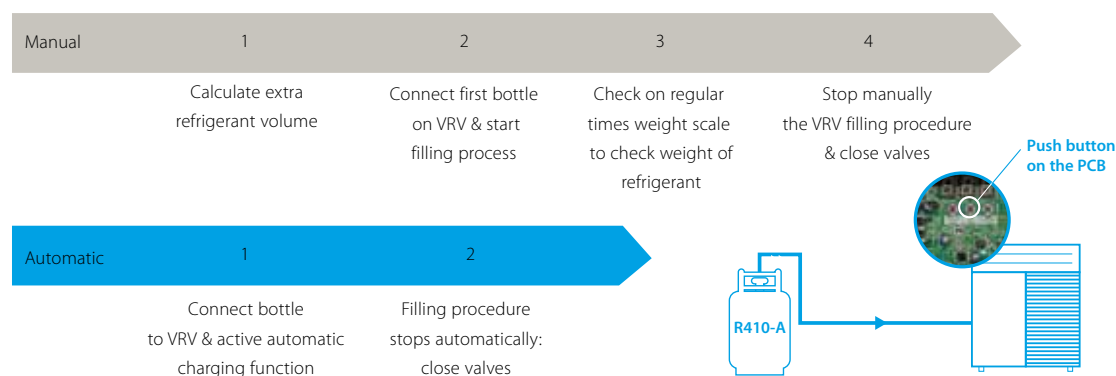 Manual 1 2 3 4
Calculate extra
refrigerant volume
Connect first bottle
on VRV & start
filling process
Check on regular
times weight scale
to check weight of
refrigerant
Stop manually
the VRV filling procedure
& close valves
Push button
on the PCB
Automatic 1 2
Connect bottle
to VRV & active automatic
charging function
Filling procedure
stops automatically:
close valves
R410-A